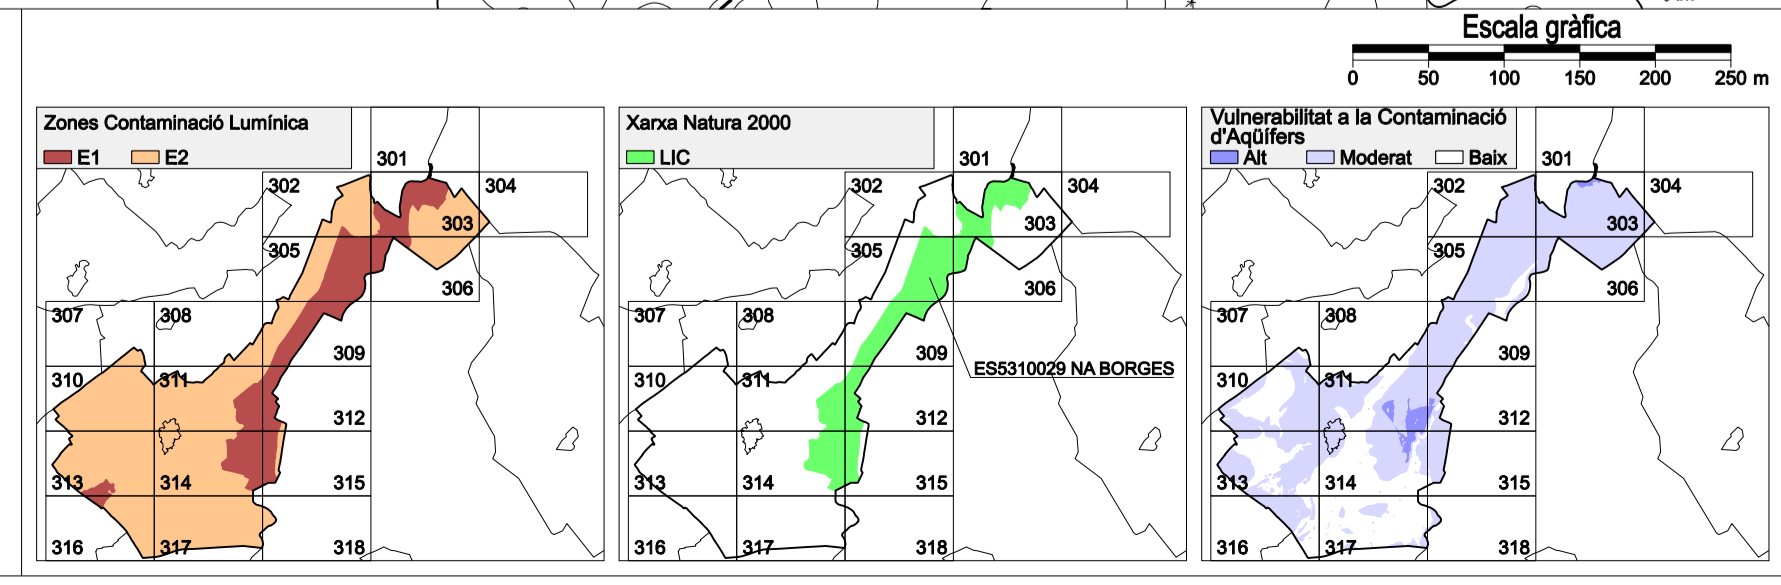 Escala gràfica
0 50 100 150 200 250 m
Zones Contaminació Lumínica
E1 E2
301
302 304
303
305
306
307 308
309
310 311
312
313 314 315
316 317 318
Xarxa Natura 2000
LIC
301
302 304
303
305
306
307 308
309
ES5310029 NA BORGES
310 311
312
313 314 315
316 317 318
Vulnerabilitat a la Contaminació
d'Aqüífers
Alt Moderat Baix
301
302 304
303
305
306
307 308
309
310 311
312
313 314 315
316 317 318